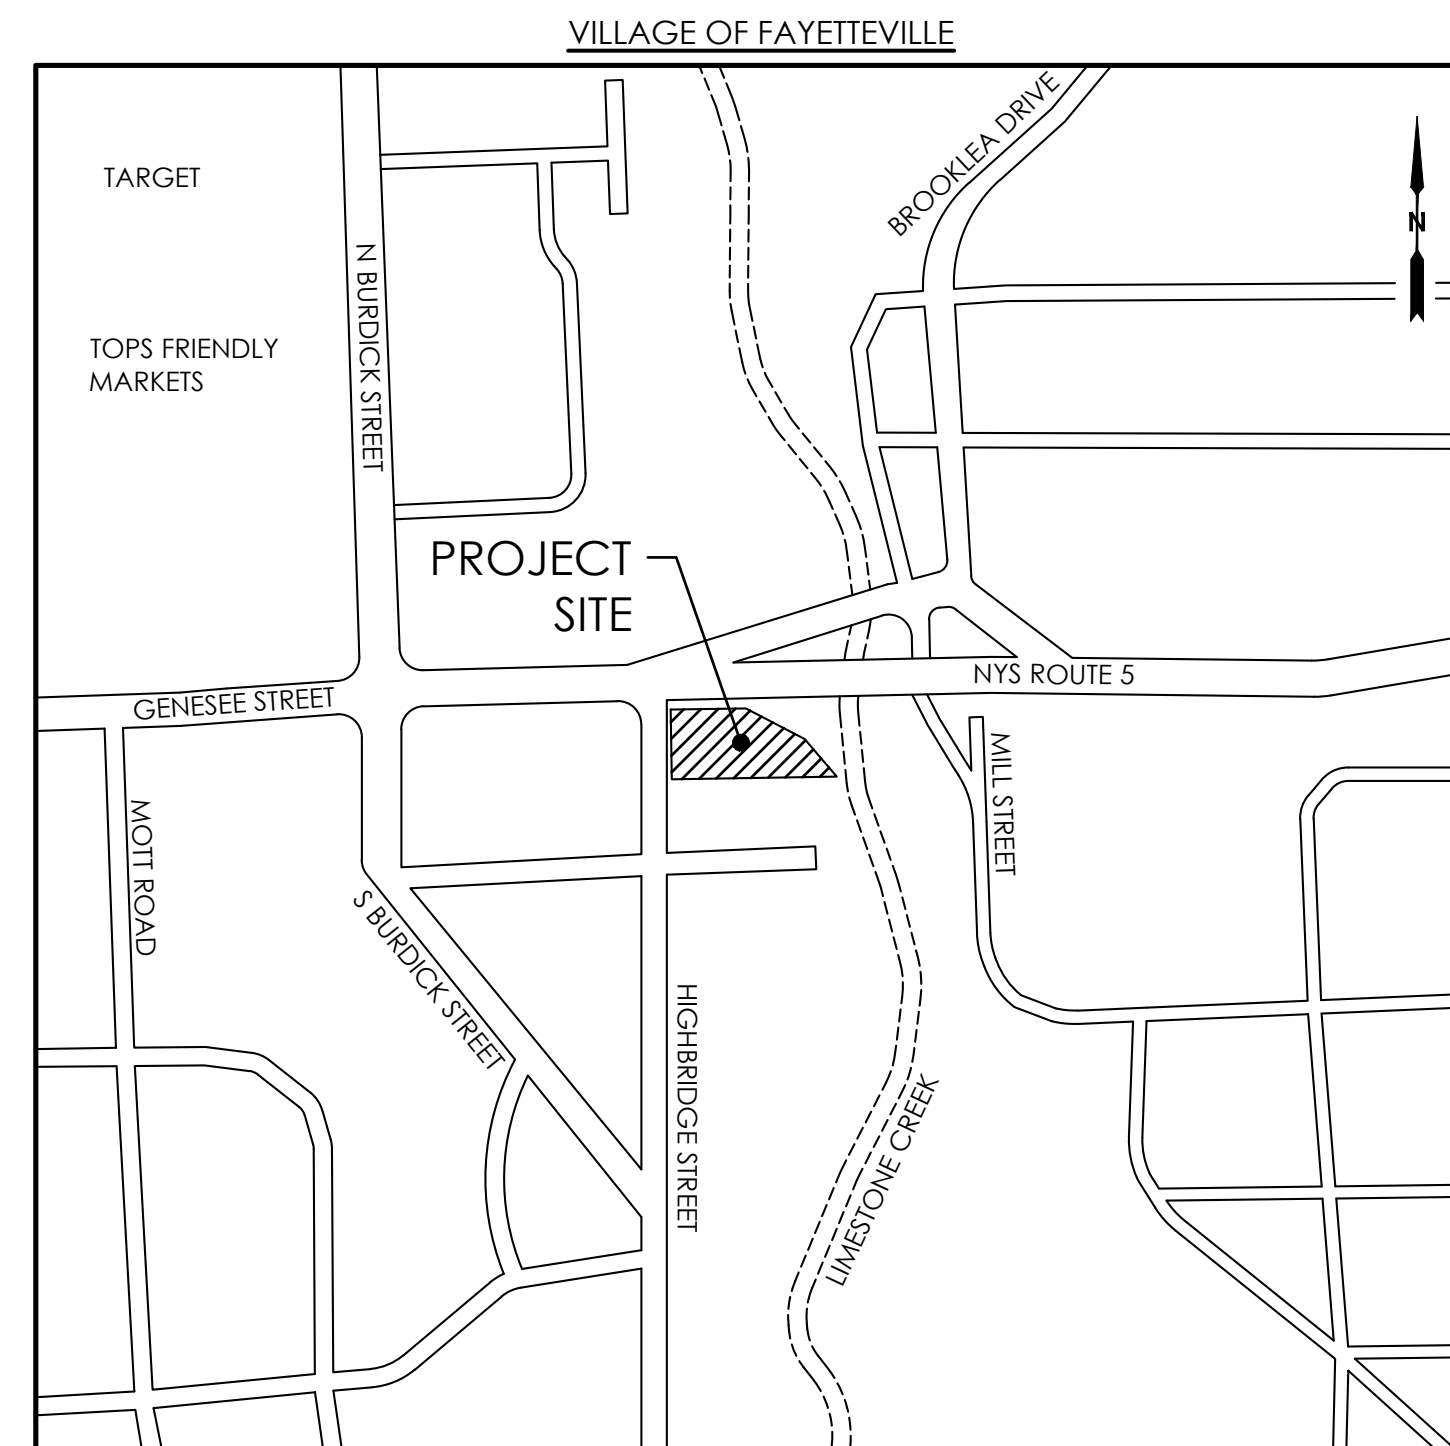 VILLAGE OF FAYETTEVILLE
BROOKLEA DRIVE
TARGET
N
N BURDICK STREET
TOPS FRIENDLY
MARKETS
PROJECT
SITE
NYS ROUTE 5
GENESEE STREET
MILL STREET
MOTT ROAD
S BURDICK STREET
HIGHBRIDGE STREET
LIMESTONE CREEK